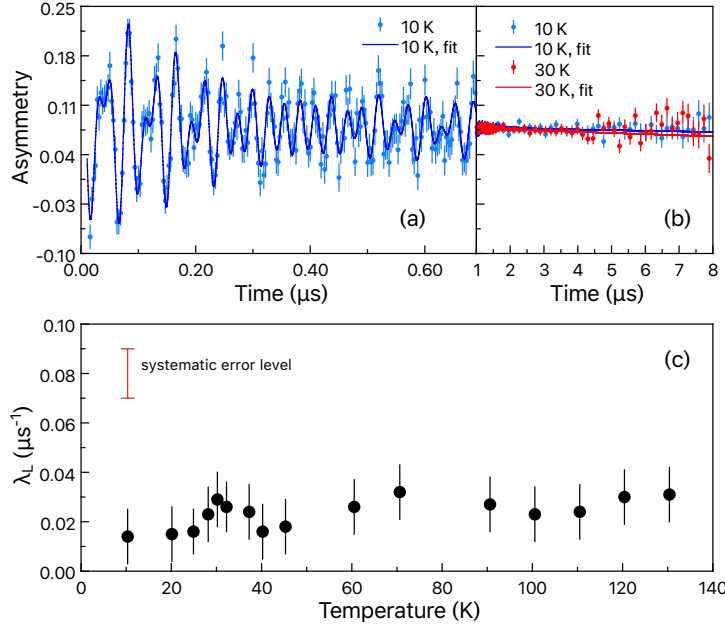 0.25
0.18
0.11
0.04
-0.03
-0.10
Asymmetry
10 K
10 K, fit
(a)
0.00
0.20
0.40
0.60
Time (μs)
10 K
10 K, fit
30 K
30 K, fit
(b)
1
2
3
4
5
6
7
8
Time (μs)
0.10
0.08
0.06
0.04
0.02
0.00
λL (μs-1)
systematic error level
(c)
0
20
40
60
80
100
120
140
Temperature (K)